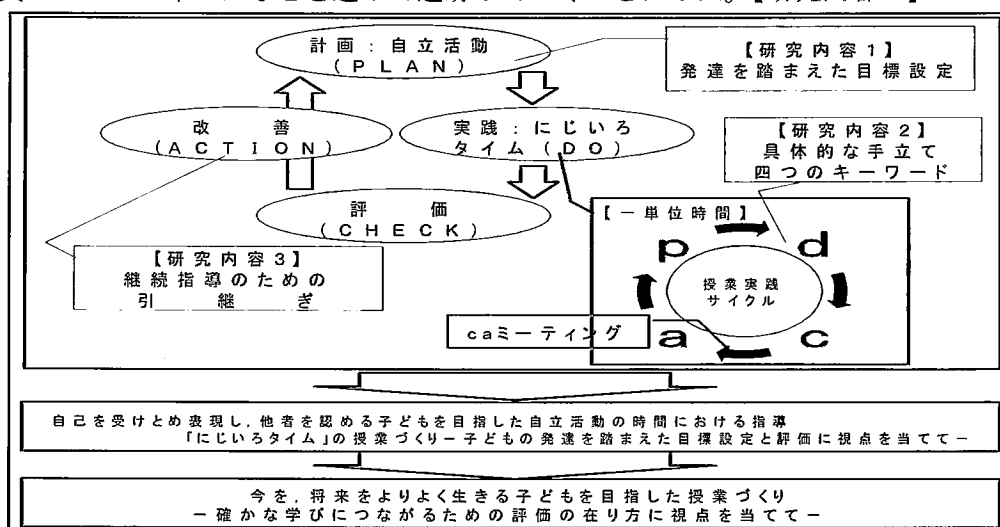 計画：自立活動
(PLAN)
【研究内容1】
発達を踏まえた目標設定
改善
(ACTION)
実践：にじいろ
タイム(DO)
【研究内容2】
具体的な手立て
四つのキーワード
評価
(CHECK)
【一単位時間】
p
d
授業実践
サイクル
a
c
【研究内容3】
継続指導のための
引継ぎ
caミーティング
自己を受けとめ表現し,他者を認める子どもを目指した自立活動の時間における指導
「にじいろタイム」の授業づくり－子どもの発達を踏まえた目標設定と評価に視点を当てて－
今を,将来をよりよく生きる子どもを目指した授業づくり
－確かな学びにつながるための評価の在り方に視点を当てて－